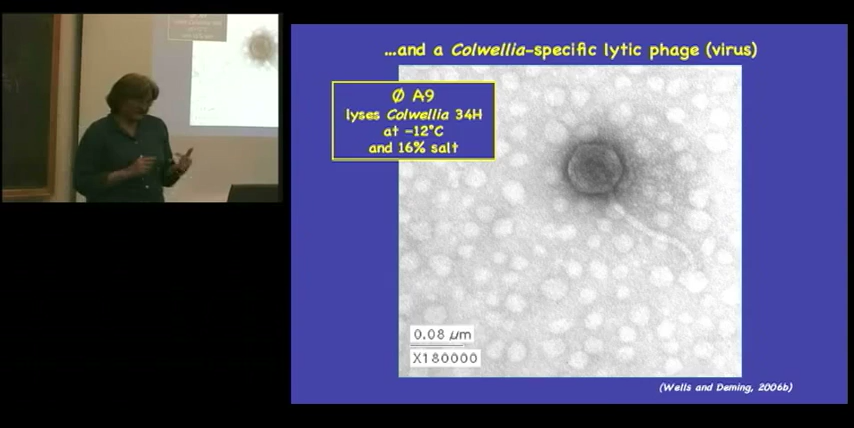 ...and a Colwellia-specific lytic phage (virus)
Ø A9
lyses Colwellia 34H
at -12°C
and 16% salt
0.08 µm
X180000
(Wells and Deming, 2006b)